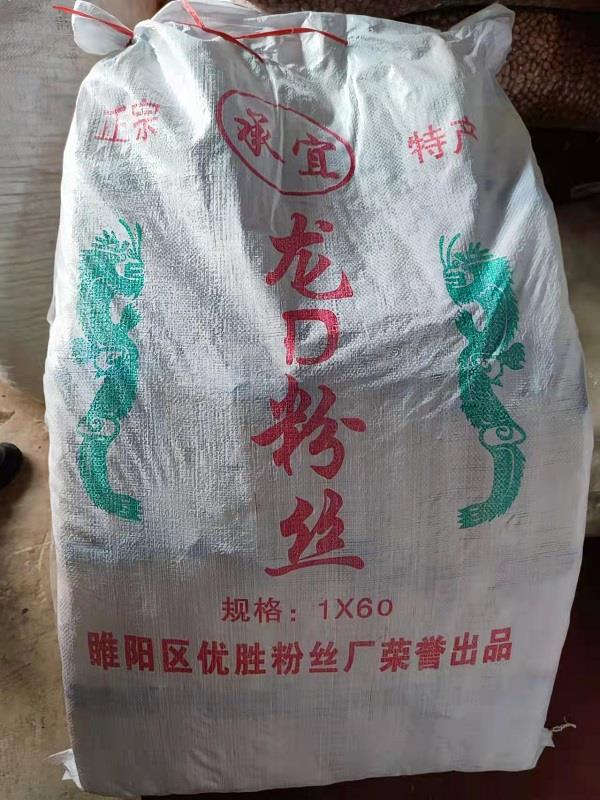 正宗
承宜
特产
龙口粉丝
规格：1X60
睢阳区优胜粉丝厂荣誉出品